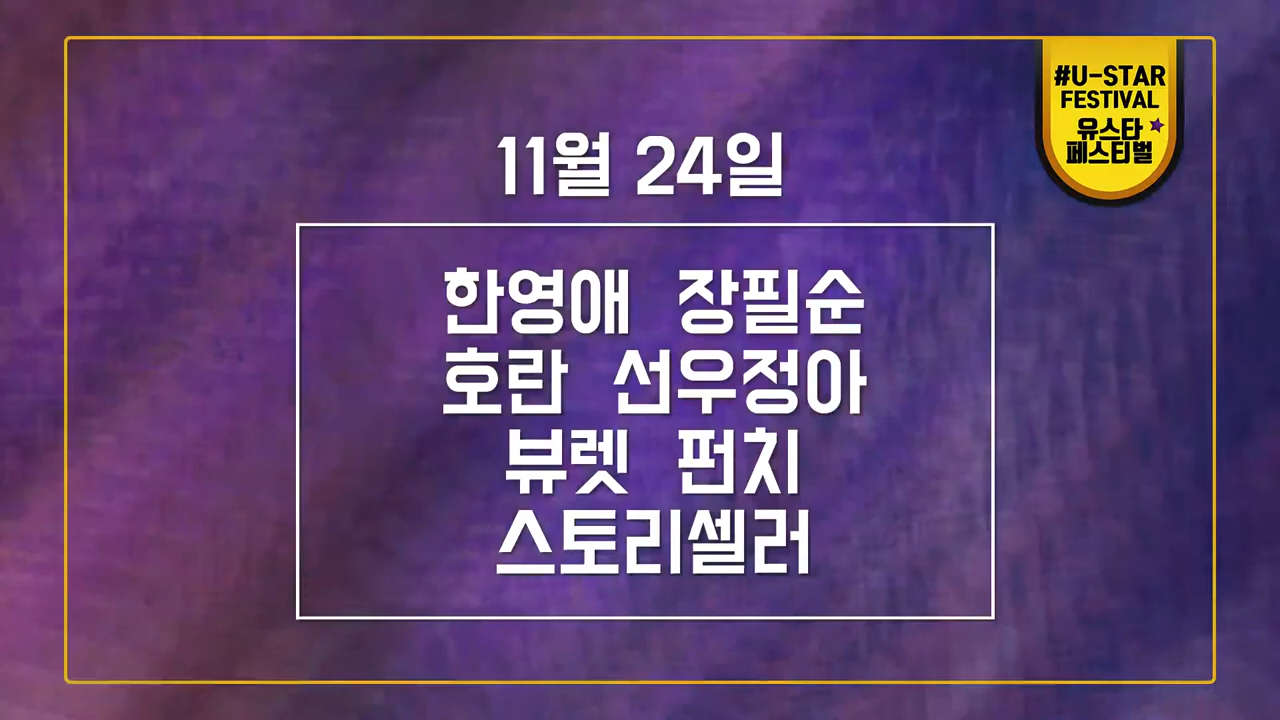 #U-STAR
FESTIVAL
유스타
페스티벌
11월 24일
한영애 장필순
호란 선우정아
뷰렛 펀치
스토리셀러